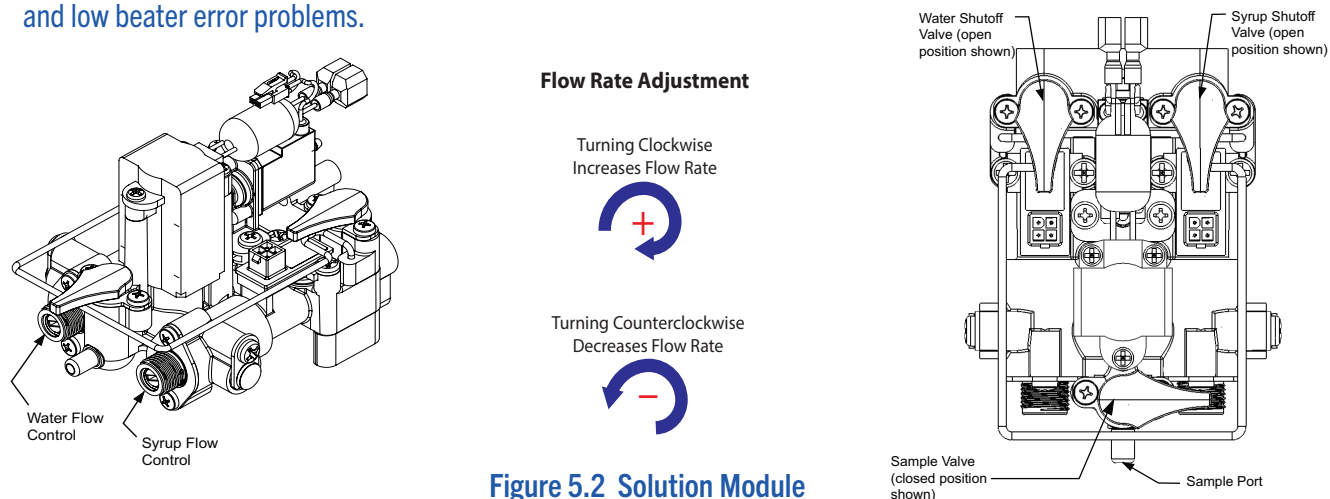 and low beater error problems.
Water Flow
Control
Syrup Flow
Control
Flow Rate Adjustment
Turning Clockwise
Increases Flow Rate
+
Turning Counterclockwise
Decreases Flow Rate
−
Figure 5.2 Solution Module
Water Shutoff
Valve (open
position shown)
Syrup Shutoff
Valve (open
position shown)
Sample Valve
(closed position
shown)
Sample Port